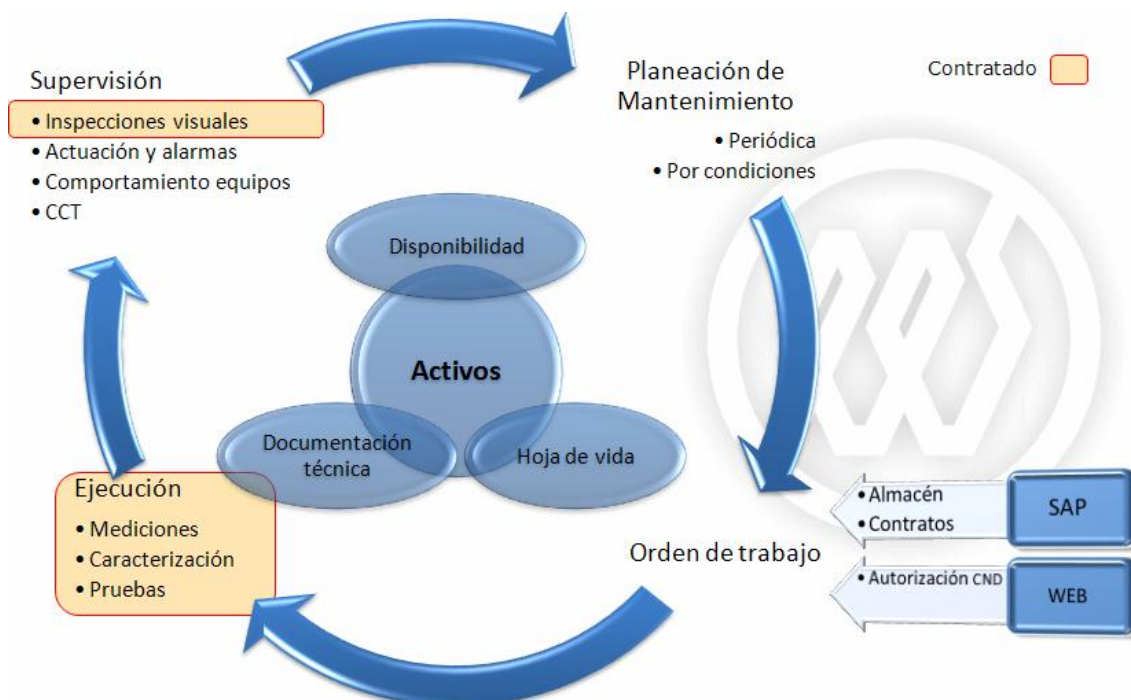 Supervisión
• Inspecciones visuales
• Actuación y alarmas
• Comportamiento equipos
• CCT
Planeación de
Mantenimiento
• Periódica
• Por condiciones
Contratado
Disponibilidad
Activos
Documentación
técnica
Hoja de vida
Ejecución
• Mediciones
• Caracterización
• Pruebas
Orden de trabajo
• Almacén
• Contratos
SAP
• Autorización CND
WEB